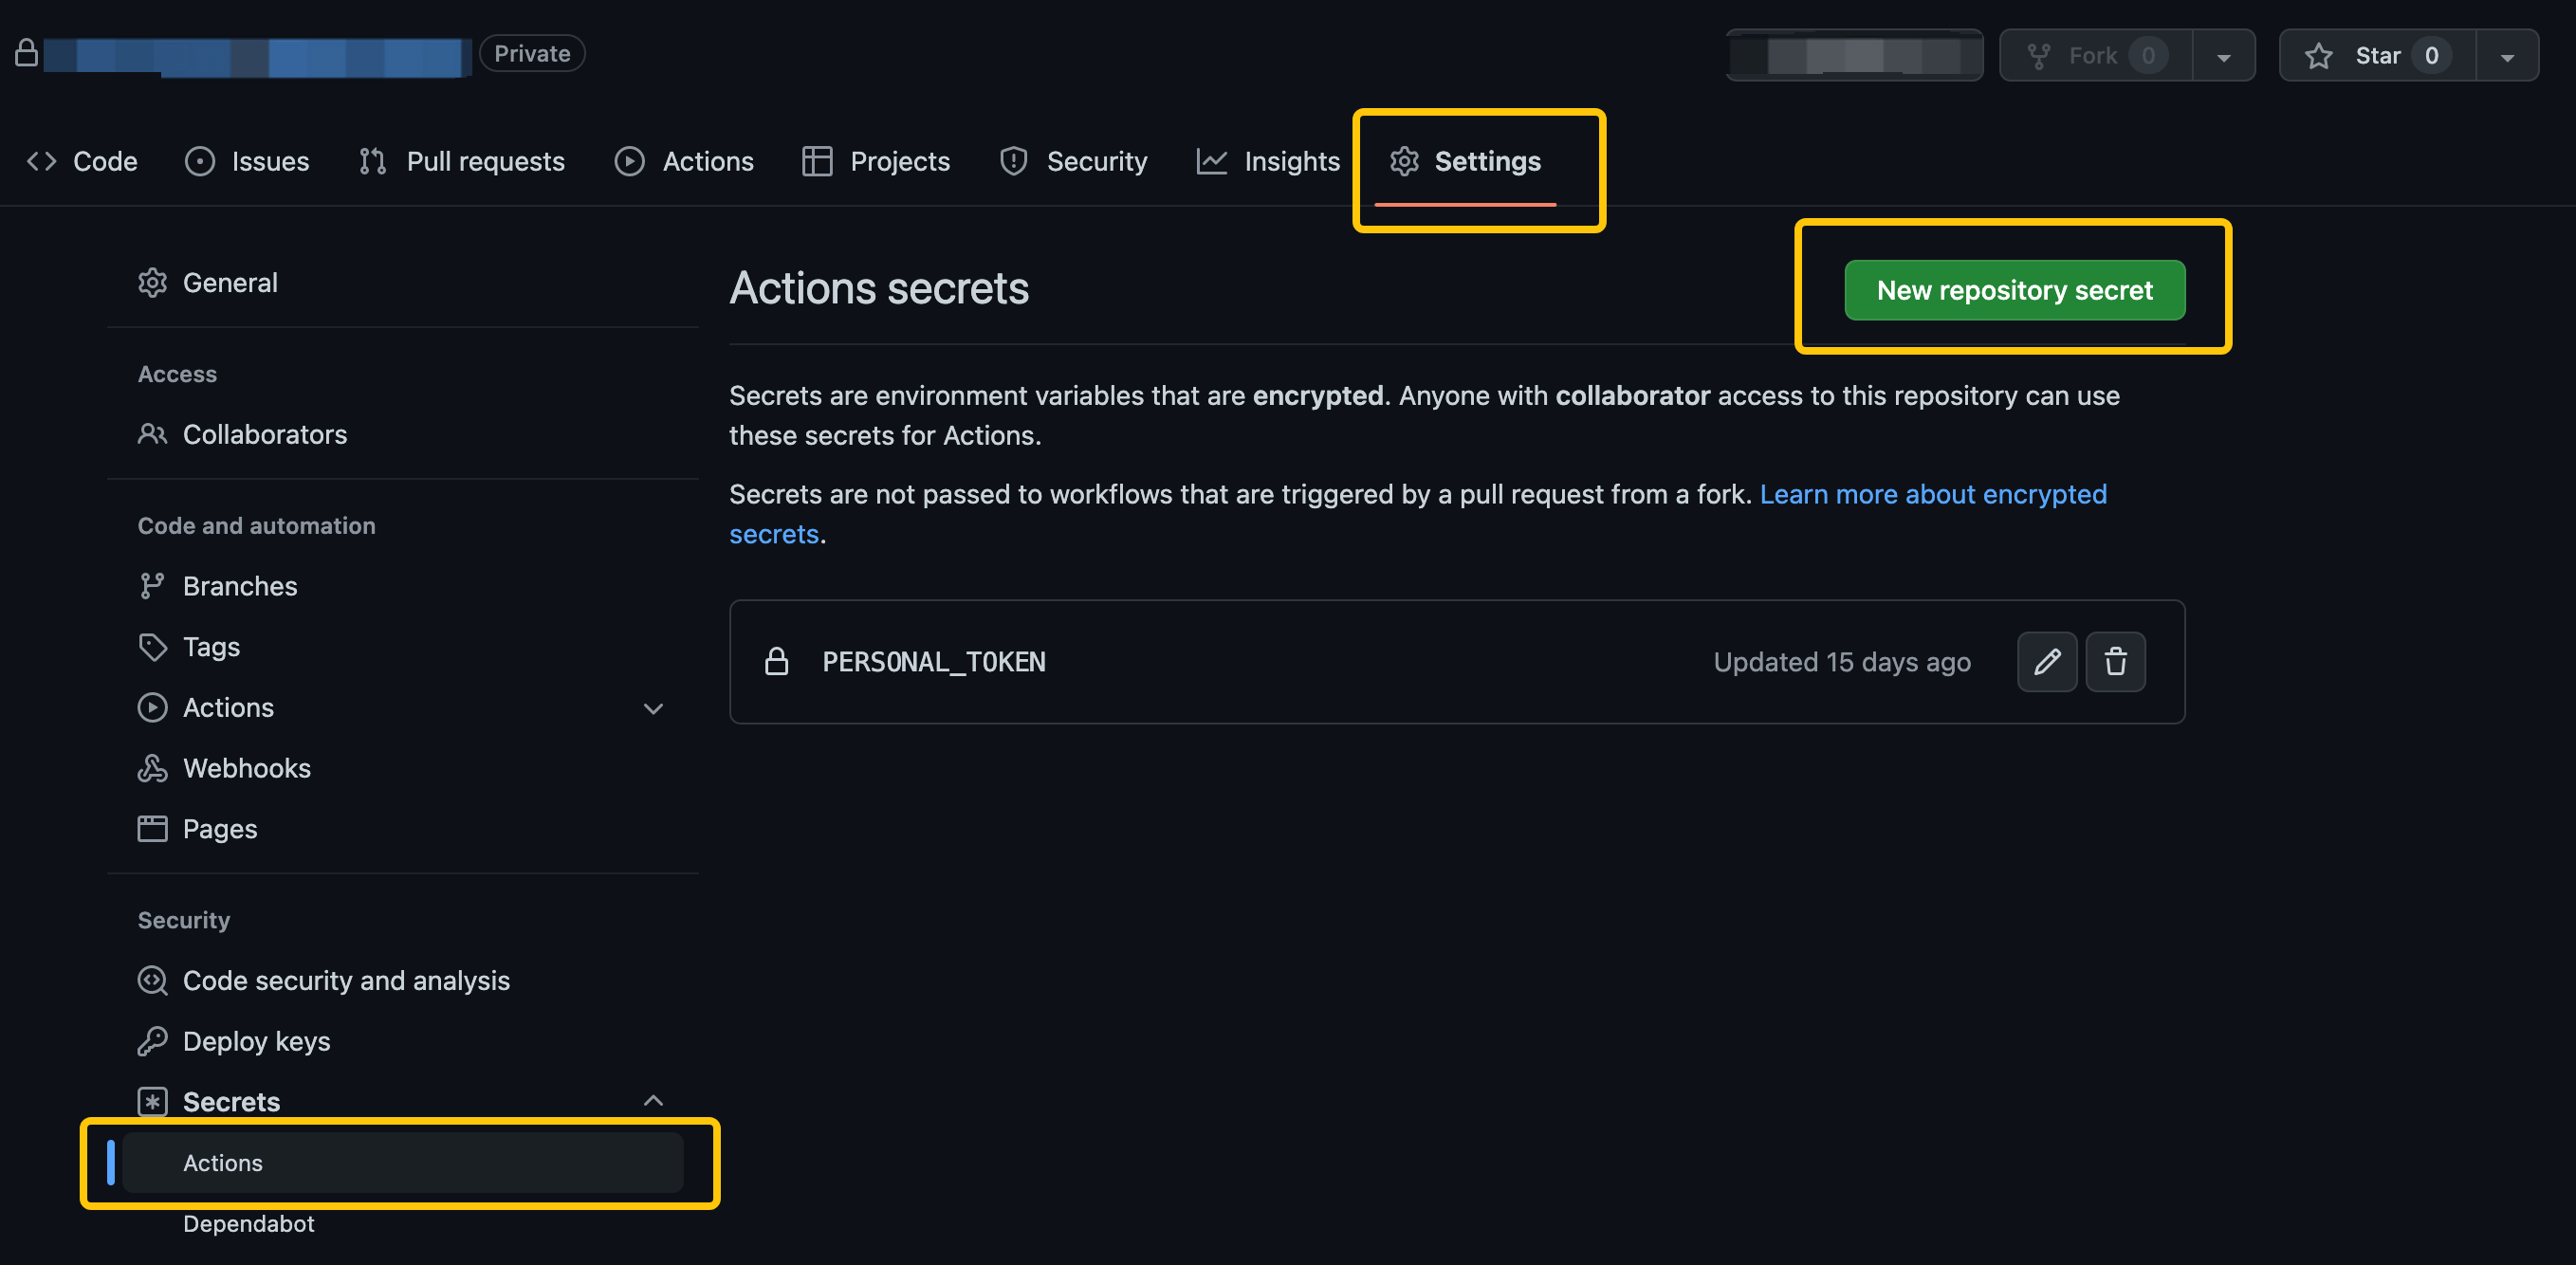 Private
Fork 0
Star 0
Code
Issues
Pull requests
Actions
Projects
Security
Insights
Settings
General
Access
Collaborators
Code and automation
Branches
Tags
Actions
Webhooks
Pages
Security
Code security and analysis
Deploy keys
Secrets
Actions
Dependabot
Actions secrets
New repository secret
Secrets are environment variables that are encrypted. Anyone with collaborator access to this repository can use
these secrets for Actions.
Secrets are not passed to workflows that are triggered by a pull request from a fork. Learn more about encrypted
secrets.
PERSONAL_TOKEN
Updated 15 days ago